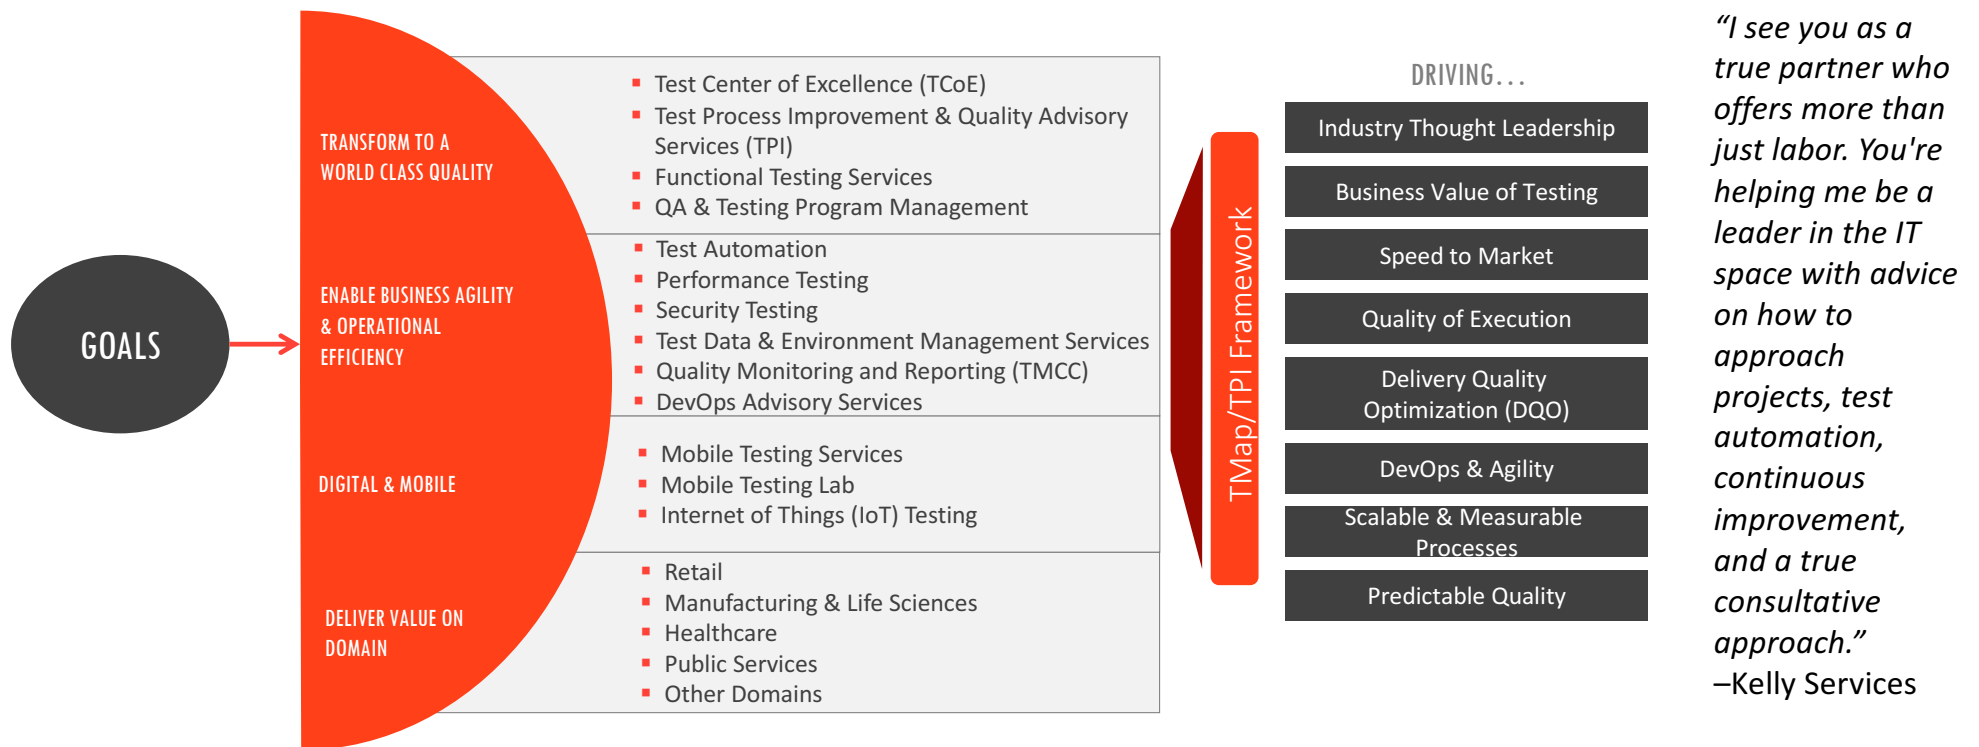 GOALS
TRANSFORM TO A
WORLD CLASS QUALITY
Test Center of Excellence (TCoE)
Test Process Improvement & Quality Advisory
Services (TPI)
Functional Testing Services
QA & Testing Program Management
ENABLE BUSINESS AGILITY
& OPERATIONAL
EFFICIENCY
Test Automation
Performance Testing
Security Testing
Test Data & Environment Management Services
Quality Monitoring and Reporting (TMCC)
DevOps Advisory Services
DIGITAL & MOBILE
Mobile Testing Services
Mobile Testing Lab
Internet of Things (IoT) Testing
DELIVER VALUE ON
DOMAIN
Retail
Manufacturing & Life Sciences
Healthcare
Public Services
Other Domains
TMap/TPI Framework
DRIVING...
Industry Thought Leadership
Business Value of Testing
Speed to Market
Quality of Execution
Delivery Quality
Optimization (DQO)
DevOps & Agility
Scalable & Measurable
Processes
Predictable Quality
“I see you as a
true partner who
offers more than
just labor. You're
helping me be a
leader in the IT
space with advice
on how to
approach
projects, test
automation,
continuous
improvement,
and a true
consultative
approach.”
–Kelly Services